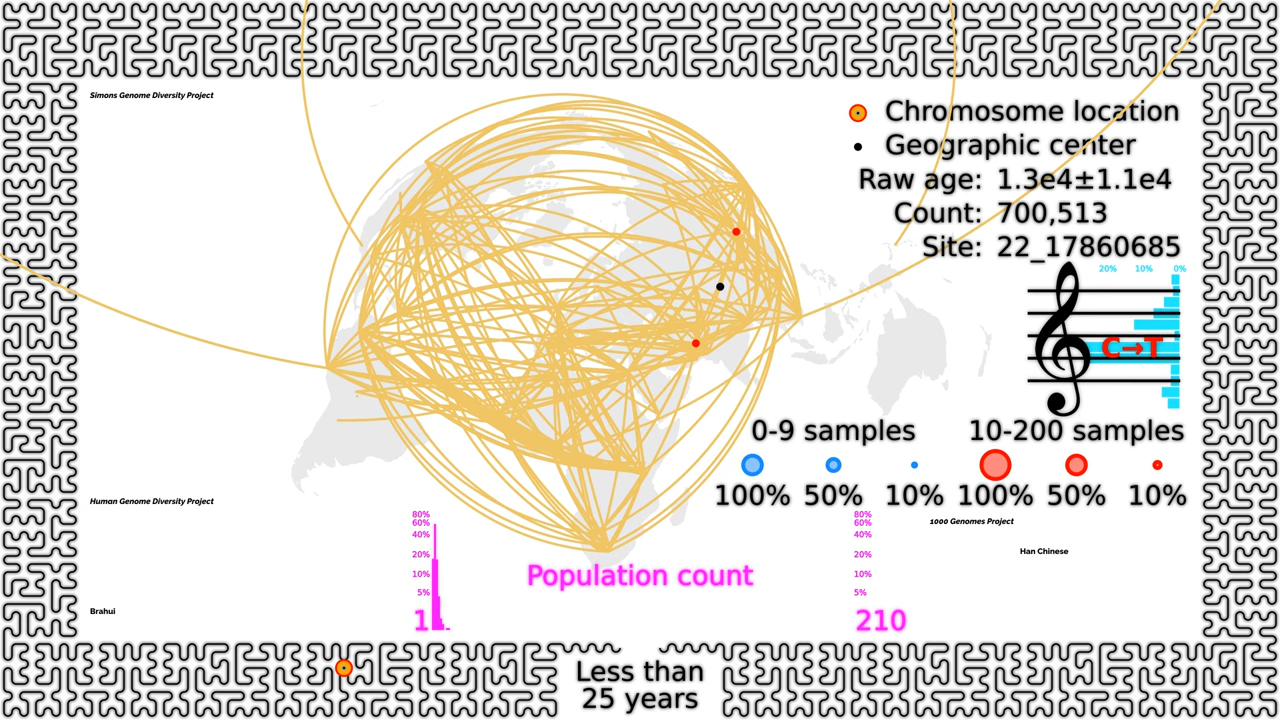 Simons Genome Diversity Project
Chromosome location
Geographic center
Raw age: 1.3e4±1.1e4
Count: 700,513
Site: 22_17860685
20% 10% 0%
C→T
0-9 samples 10-200 samples
100% 50% 10% 100% 50% 10%
Human Genome Diversity Project
1000 Genomes Project
80%
60%
40%
20%
10%
5%
80%
60%
40%
20%
10%
5%
Han Chinese
Population count
Brahui
1
210
Less than
25 years